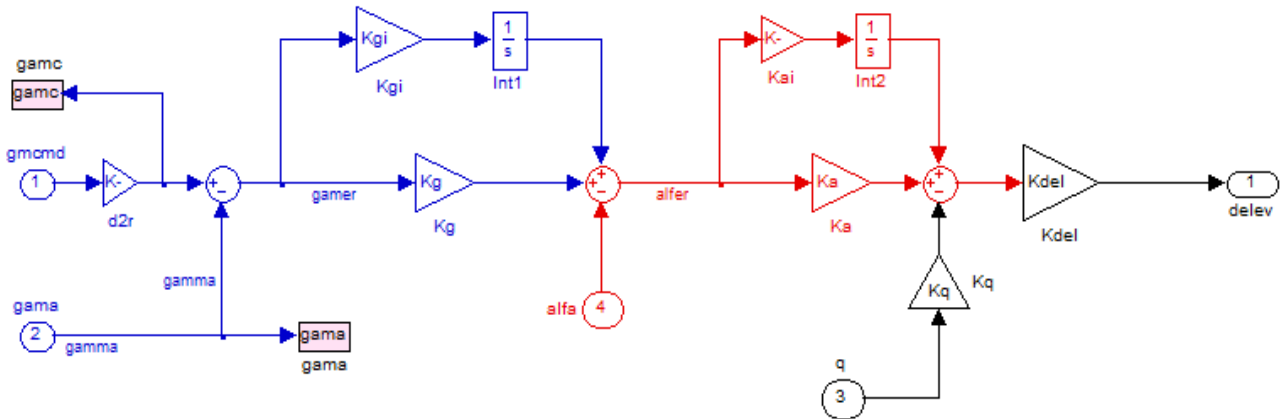 gamc
gamc
gmcmd
1
K-
d2r
+
−
gamer
Kgi
Kgi
1
s
Int1
Kg
Kg
+
+
−
alfer
K-
Kai
1
s
Int2
Ka
Ka
+
+
−
Kdel
Kdel
1
delev
gamma
gama
2
gamma
gama
gama
alfa
4
Kq
Kq
q
3